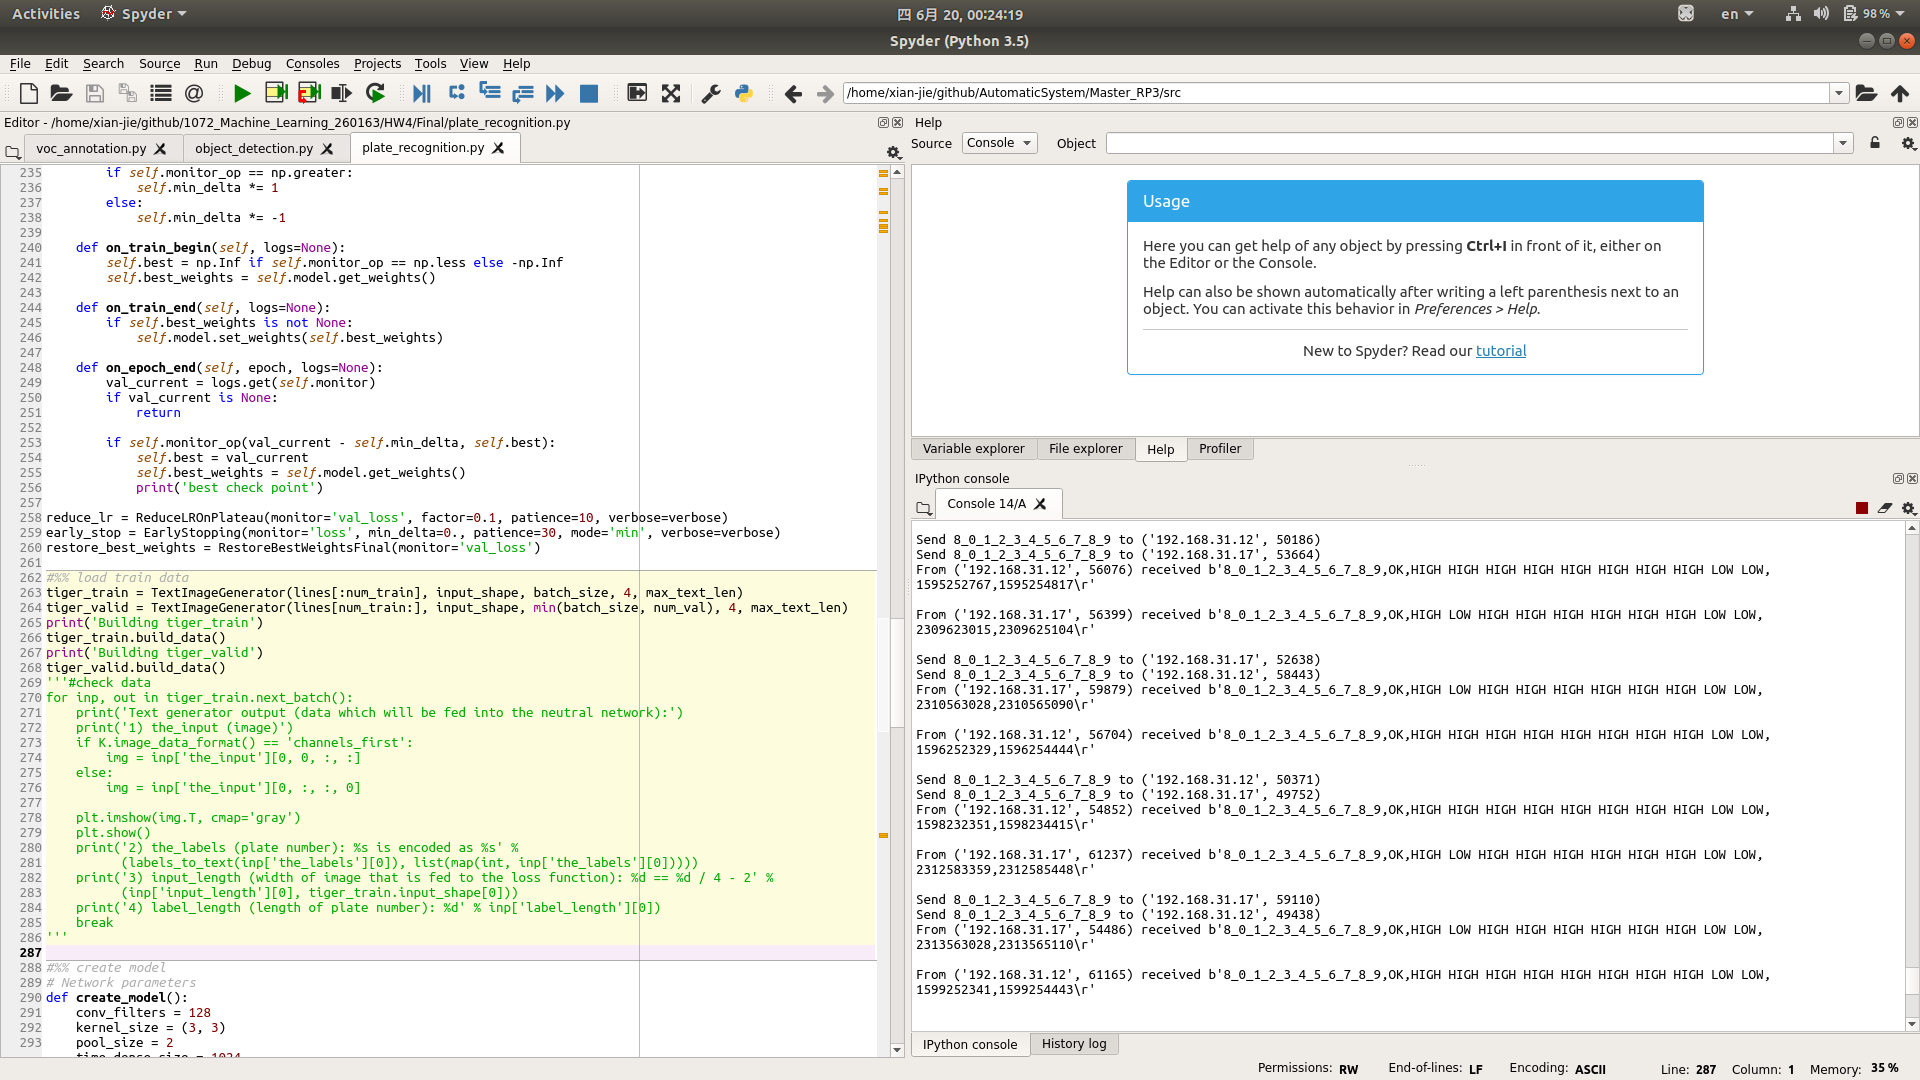 Activities Spyder 四 6月 20, 00:24:19 en 98 %
Spyder (Python 3.5)
File Edit Search Source Run Debug Consoles Projects Tools View Help
/home/xian-jie/github/AutomaticSystem/Master_RP3/src
Editor - /home/xian-jie/github/1072_Machine_Learning_260163/HW4/Final/plate_recognition.py
voc_annotation.py object_detection.py plate_recognition.py
235         if self.monitor_op == np.greater:
236             self.min_delta *= 1
237         else:
238             self.min_delta *= -1
239
240     def on_train_begin(self, logs=None):
241         self.best = np.Inf if self.monitor_op == np.less else -np.Inf
242         self.best_weights = self.model.get_weights()
243
244     def on_train_end(self, logs=None):
245         if self.best_weights is not None:
246             self.model.set_weights(self.best_weights)
247
248     def on_epoch_end(self, epoch, logs=None):
249         val_current = logs.get(self.monitor)
250         if val_current is None:
251             return
252
253         if self.monitor_op(val_current - self.min_delta, self.best):
254             self.best = val_current
255             self.best_weights = self.model.get_weights()
256             print('best check point')
257
258 reduce_lr = ReduceLROnPlateau(monitor='val_loss', factor=0.1, patience=10, verbose=verbose)
259 early_stop = EarlyStopping(monitor='loss', min_delta=0., patience=30, mode='min', verbose=verbose)
260 restore_best_weights = RestoreBestWeightsFinal(monitor='val_loss')
261
262 #%% load train data
263 tiger_train = TextImageGenerator(lines[:num_train], input_shape, batch_size, 4, max_text_len)
264 tiger_valid = TextImageGenerator(lines[num_train:], input_shape, min(batch_size, num_val), 4, max_text_len)
265 print('Building tiger_train')
266 tiger_train.build_data()
267 print('Building tiger_valid')
268 tiger_valid.build_data()
269 '''#check data
270 for inp, out in tiger_train.next_batch():
271     print('Text generator output (data which will be fed into the neutral network):')
272     print('1) the_input (image)')
273     if K.image_data_format() == 'channels_first':
274         img = inp['the_input'][0, 0, :, :]
275     else:
276         img = inp['the_input'][0, :, :, 0]
277
278     plt.imshow(img.T, cmap='gray')
279     plt.show()
280     print('2) the_labels (plate number): %s is encoded as %s' %
281           (labels_to_text(inp['the_labels'][0]), list(map(int, inp['the_labels'][0]))))
282     print('3) input_length (width of image that is fed to the loss function): %d == %d / 4 - 2' %
283           (inp['input_length'][0], tiger_train.input_shape[0]))
284     print('4) label_length (length of plate number): %d' % inp['label_length'][0])
285     break
286 '''
287
288 #%% create model
289 # Network parameters
290 def create_model():
291     conv_filters = 128
292     kernel_size = (3, 3)
293     pool_size = 2
time_dense_size = 1024
Help
Source Console Object
Usage
Here you can get help of any object by pressing Ctrl+I in front of it, either on
the Editor or the Console.
Help can also be shown automatically after writing a left parenthesis next to an
object. You can activate this behavior in Preferences > Help.
New to Spyder? Read our tutorial
Variable explorer File explorer Help Profiler
IPython console
Console 14/A
Send 8_0_1_2_3_4_5_6_7_8_9 to ('192.168.31.12', 50186)
Send 8_0_1_2_3_4_5_6_7_8_9 to ('192.168.31.17', 53664)
From ('192.168.31.12', 56076) received b'8_0_1_2_3_4_5_6_7_8_9,OK,HIGH HIGH HIGH HIGH HIGH HIGH HIGH HIGH LOW LOW,
1595252767,1595254817\r'
From ('192.168.31.17', 56399) received b'8_0_1_2_3_4_5_6_7_8_9,OK,HIGH LOW HIGH HIGH HIGH HIGH HIGH HIGH LOW LOW,
2309623015,2309625104\r'
Send 8_0_1_2_3_4_5_6_7_8_9 to ('192.168.31.17', 52638)
Send 8_0_1_2_3_4_5_6_7_8_9 to ('192.168.31.12', 58443)
From ('192.168.31.17', 59879) received b'8_0_1_2_3_4_5_6_7_8_9,OK,HIGH LOW HIGH HIGH HIGH HIGH HIGH HIGH LOW LOW,
2310563028,2310565090\r'
From ('192.168.31.12', 56704) received b'8_0_1_2_3_4_5_6_7_8_9,OK,HIGH HIGH HIGH HIGH HIGH HIGH HIGH HIGH LOW LOW,
1596252329,1596254444\r'
Send 8_0_1_2_3_4_5_6_7_8_9 to ('192.168.31.12', 50371)
Send 8_0_1_2_3_4_5_6_7_8_9 to ('192.168.31.17', 49752)
From ('192.168.31.12', 54852) received b'8_0_1_2_3_4_5_6_7_8_9,OK,HIGH HIGH HIGH HIGH HIGH HIGH HIGH HIGH LOW LOW,
1598232351,1598234415\r'
From ('192.168.31.17', 61237) received b'8_0_1_2_3_4_5_6_7_8_9,OK,HIGH LOW HIGH HIGH HIGH HIGH HIGH HIGH LOW LOW,
2312583359,2312585448\r'
Send 8_0_1_2_3_4_5_6_7_8_9 to ('192.168.31.17', 59110)
Send 8_0_1_2_3_4_5_6_7_8_9 to ('192.168.31.12', 49438)
From ('192.168.31.17', 54486) received b'8_0_1_2_3_4_5_6_7_8_9,OK,HIGH LOW HIGH HIGH HIGH HIGH HIGH HIGH LOW LOW,
2313563028,2313565110\r'
From ('192.168.31.12', 61165) received b'8_0_1_2_3_4_5_6_7_8_9,OK,HIGH HIGH HIGH HIGH HIGH HIGH HIGH HIGH LOW LOW,
1599252341,1599254443\r'
IPython console History log
Permissions: RW End-of-lines: LF Encoding: ASCII Line: 287 Column: 1 Memory: 35 %